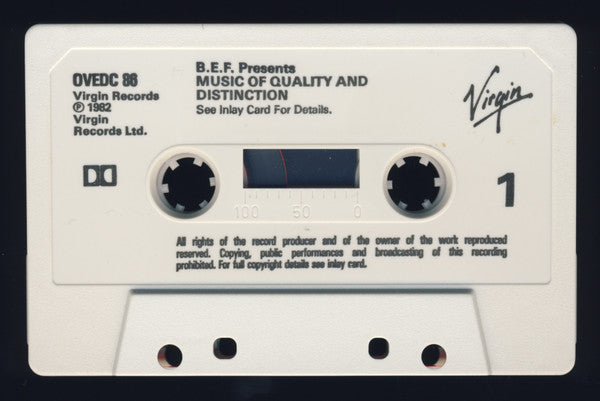 OVEDC 86
Virgin Records
Ⓟ 1982
Virgin
Records Ltd.
B.E.F. Presents
MUSIC OF QUALITY AND
DISTINCTION
See Inlay Card For Details.
Virgin
1
100 50 0
All rights of the record producer and of the owner of the work reproduced
reserved. Copying, public performances and broadcasting of this recording
prohibited. For full copyright details see inlay card.